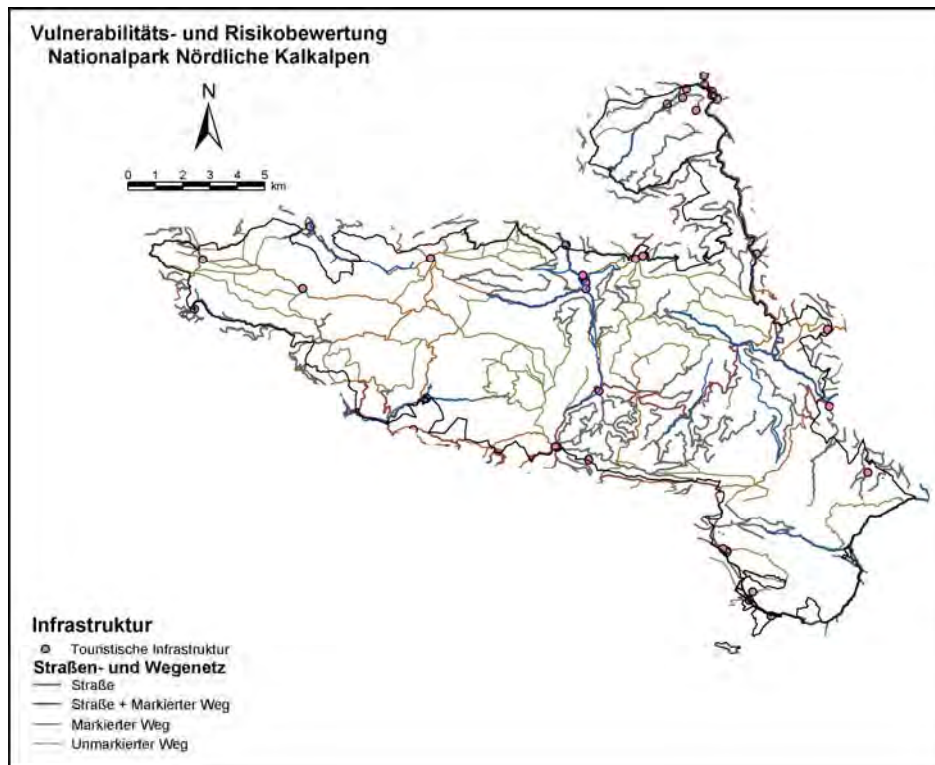 Vulnerabilitäts- und Risikobewertung
Nationalpark Nördliche Kalkalpen
N
0 1 2 3 4 5
km
Infrastruktur
Touristische Infrastruktur
Straßen- und Wegenetz
Straße
Straße + Markierter Weg
Markierter Weg
Unmarkierter Weg